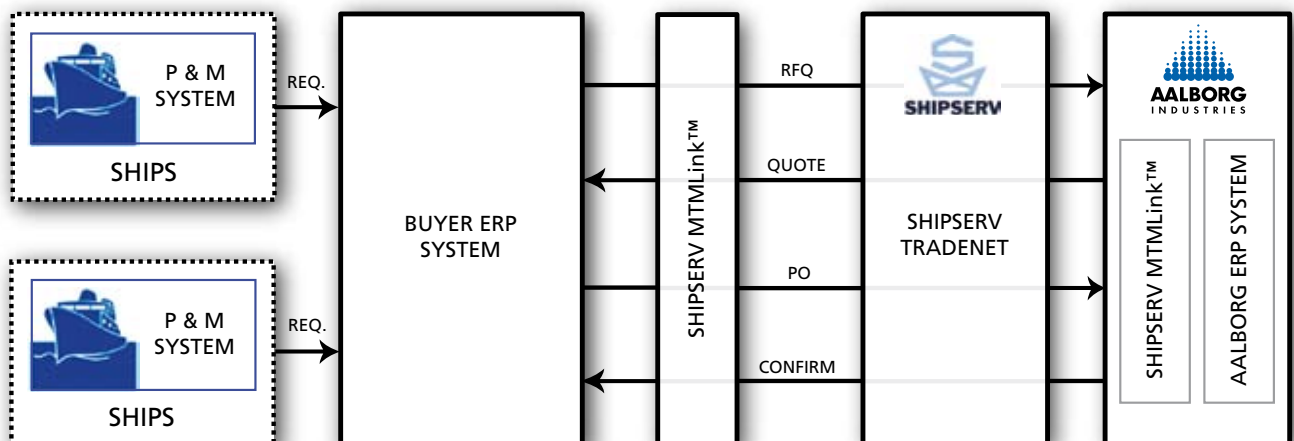 P & M
SYSTEM
SHIPS
REQ.
P & M
SYSTEM
SHIPS
REQ.
BUYER ERP
SYSTEM
SHIPSERV MTMLink™
RFQ
QUOTE
PO
CONFIRM
SHIPSERV
SHIPSERV
TRADENET
AALBORG
INDUSTRIES
SHIPSERV MTMLink™
AALBORG ERP SYSTEM